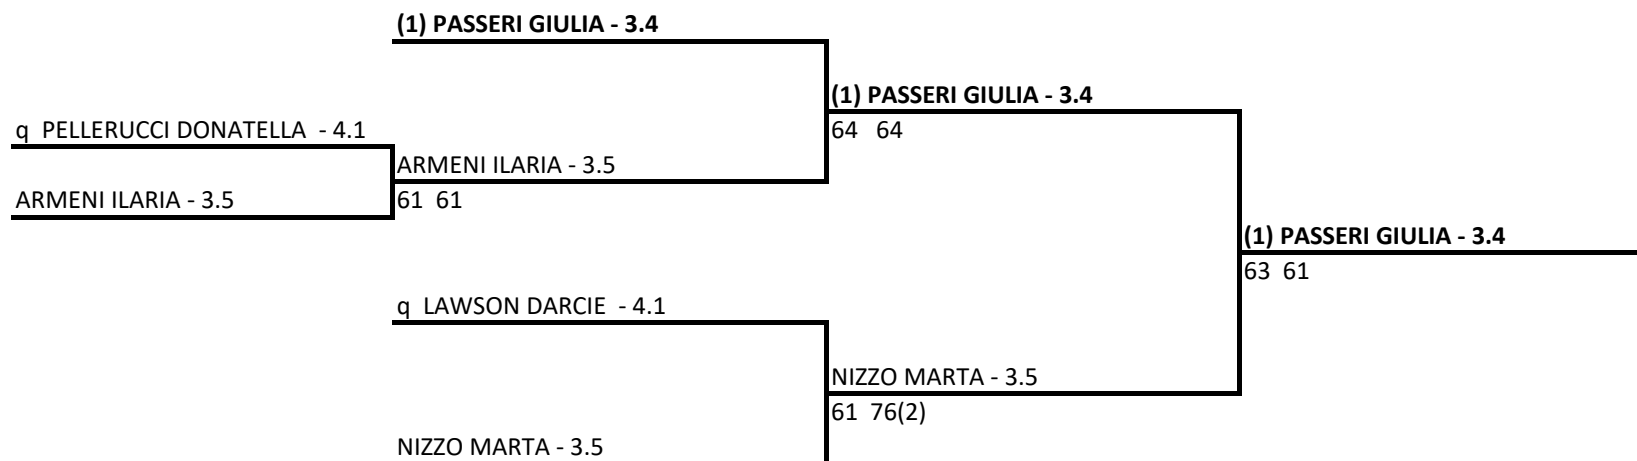 (1) PASSERI GIULIA - 3.4
(1) PASSERI GIULIA - 3.4
q PELLERUCCI DONATELLA - 4.1
64 64
ARMENI ILARIA - 3.5
ARMENI ILARIA - 3.5
61 61
(1) PASSERI GIULIA - 3.4
63 61
q LAWSON DARCIE - 4.1
NIZZO MARTA - 3.5
61 76(2)
NIZZO MARTA - 3.5